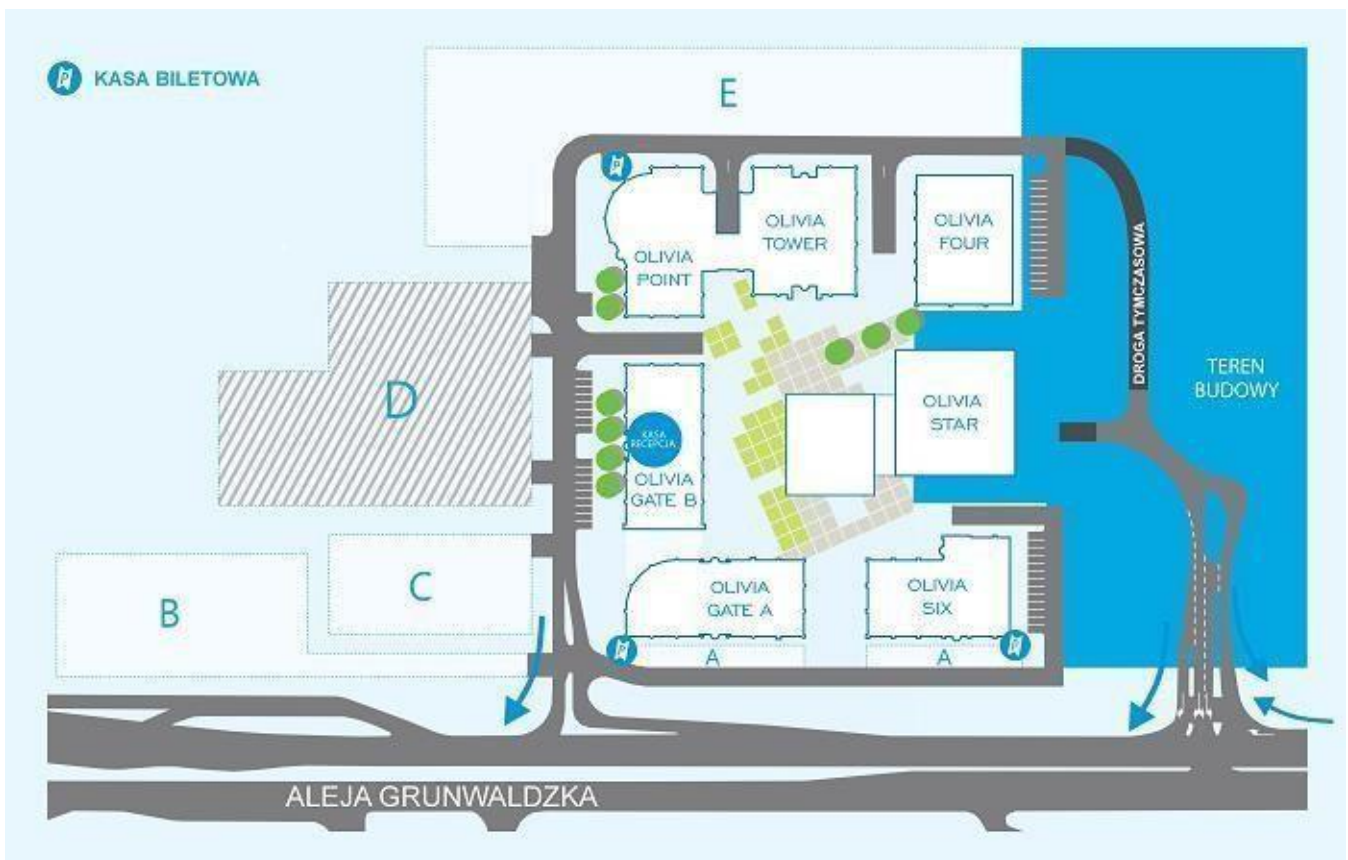 P KASA BILETOWA
E
P
OLIVIA
TOWER
OLIVIA
FOUR
OLIVIA
POINT
DROGA TYMCZASOWA
TEREN
BUDOWY
D
OLIVIA
STAR
KASA
RECEPCJA
OLIVIA
GATE B
C
B
OLIVIA
GATE A
OLIVIA
SIX
P
A
A
P
ALEJA GRUNWALDZKA